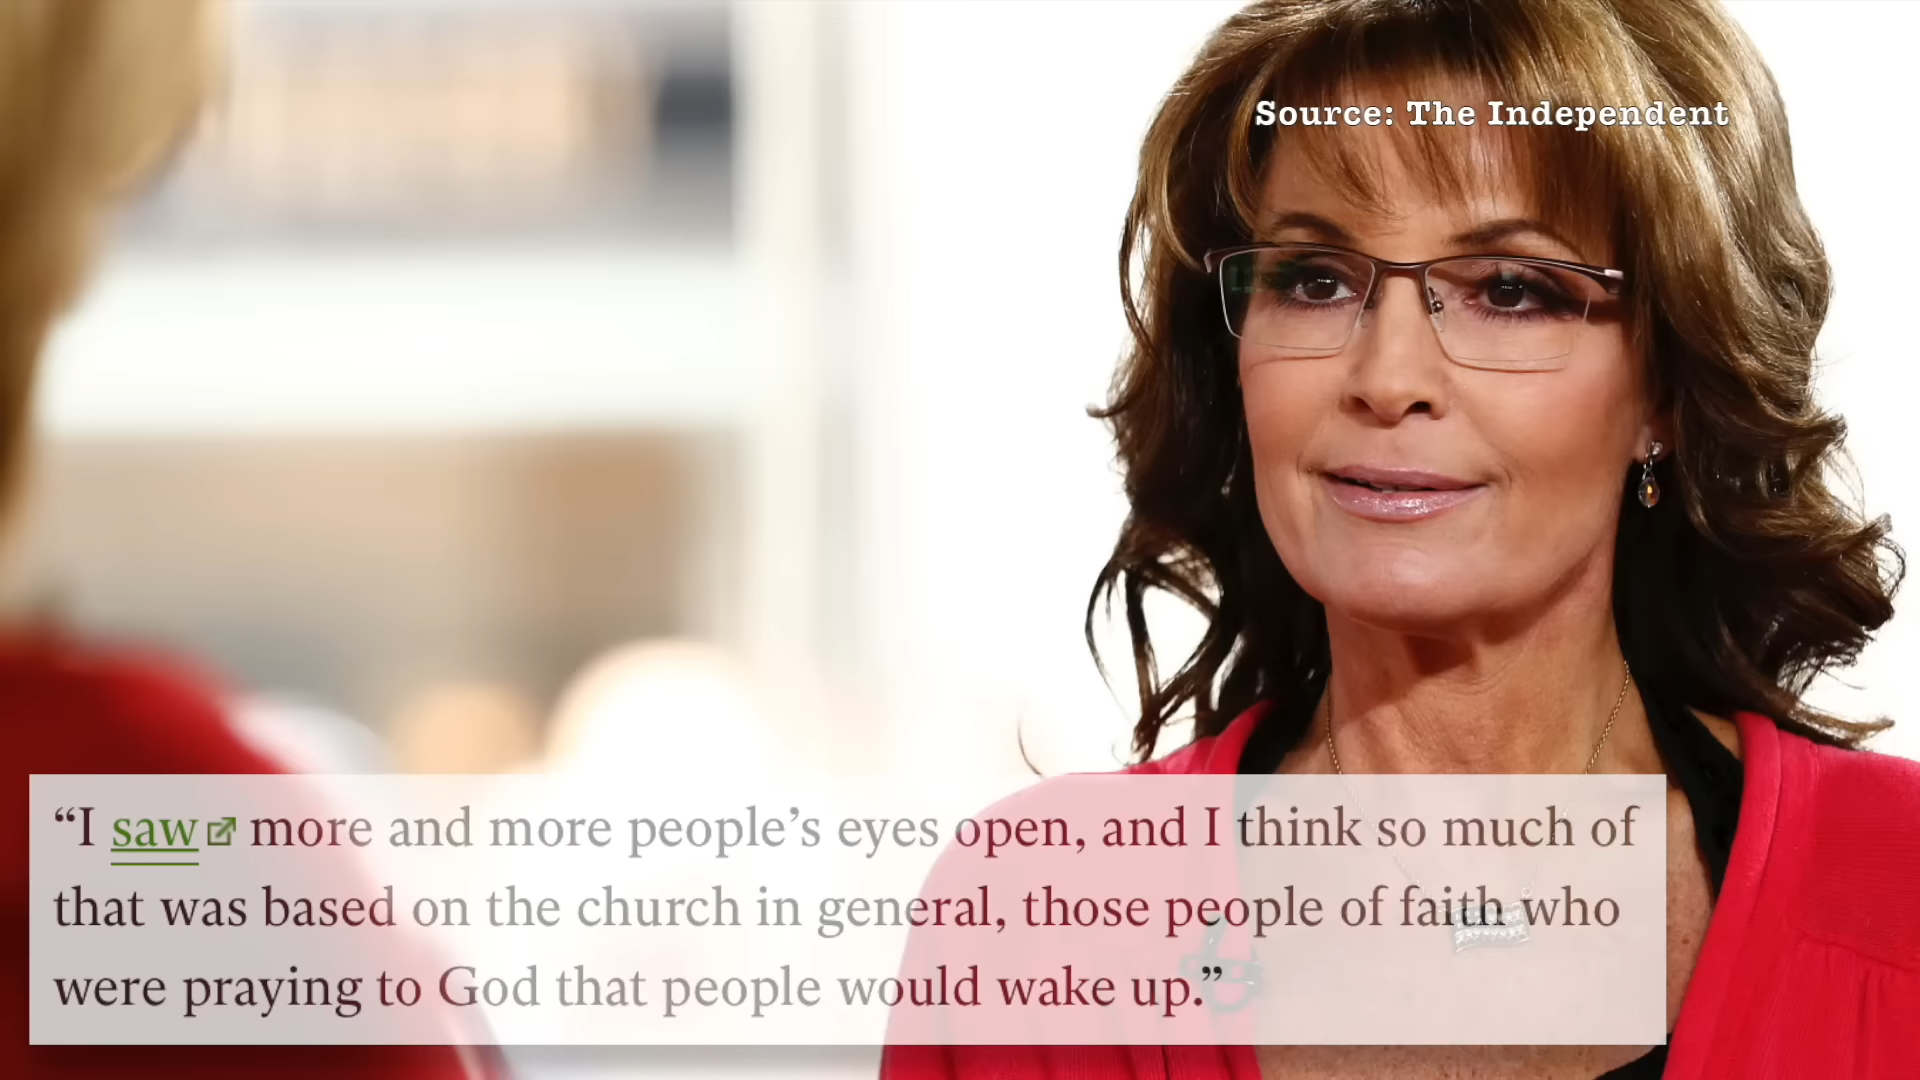 Source: The Independent
“I saw more and more people’s eyes open, and I think so much of
that was based on the church in general, those people of faith who
were praying to God that people would wake up.”